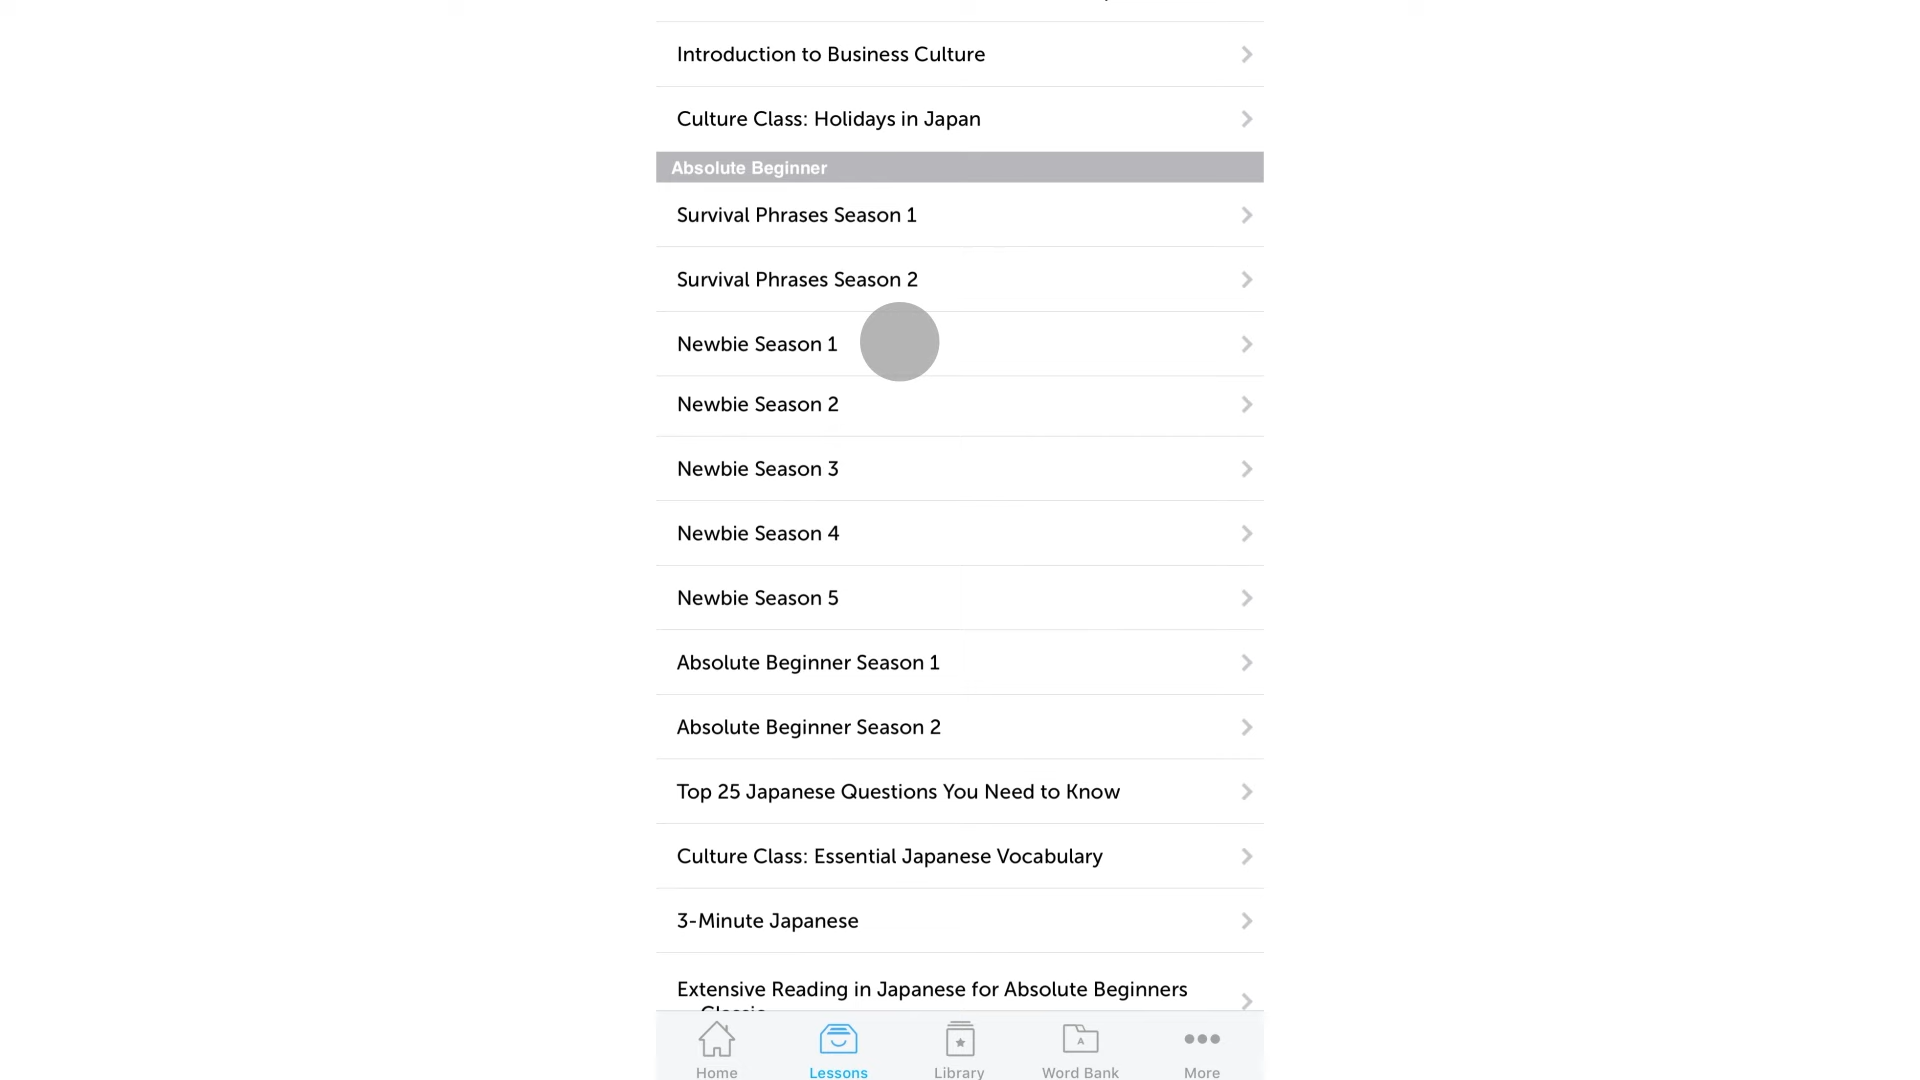 Introduction to Business Culture
Culture Class: Holidays in Japan
Absolute Beginner
Survival Phrases Season 1
Survival Phrases Season 2
Newbie Season 1
Newbie Season 2
Newbie Season 3
Newbie Season 4
Newbie Season 5
Absolute Beginner Season 1
Absolute Beginner Season 2
Top 25 Japanese Questions You Need to Know
Culture Class: Essential Japanese Vocabulary
3-Minute Japanese
Extensive Reading in Japanese for Absolute Beginners
A
Home Lessons Library Word Bank More